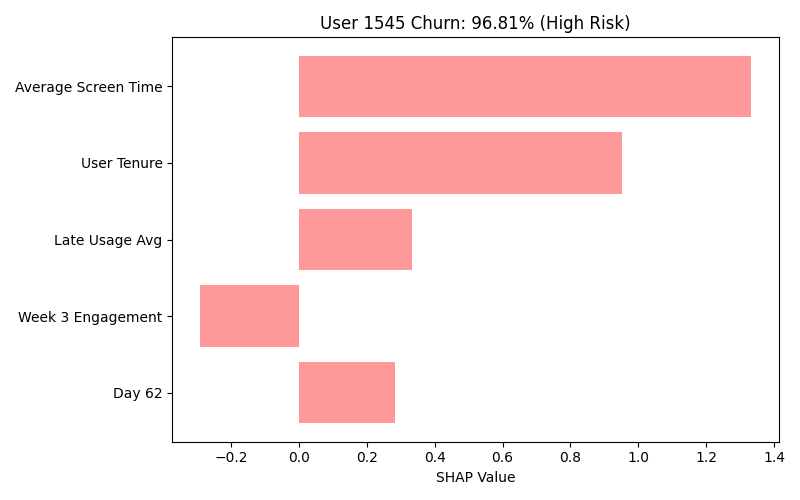 User 1545 Churn: 96.81% (High Risk)
Average Screen Time
User Tenure
Late Usage Avg
Week 3 Engagement
Day 62
−0.2 0.0 0.2 0.4 0.6 0.8 1.0 1.2 1.4
SHAP Value